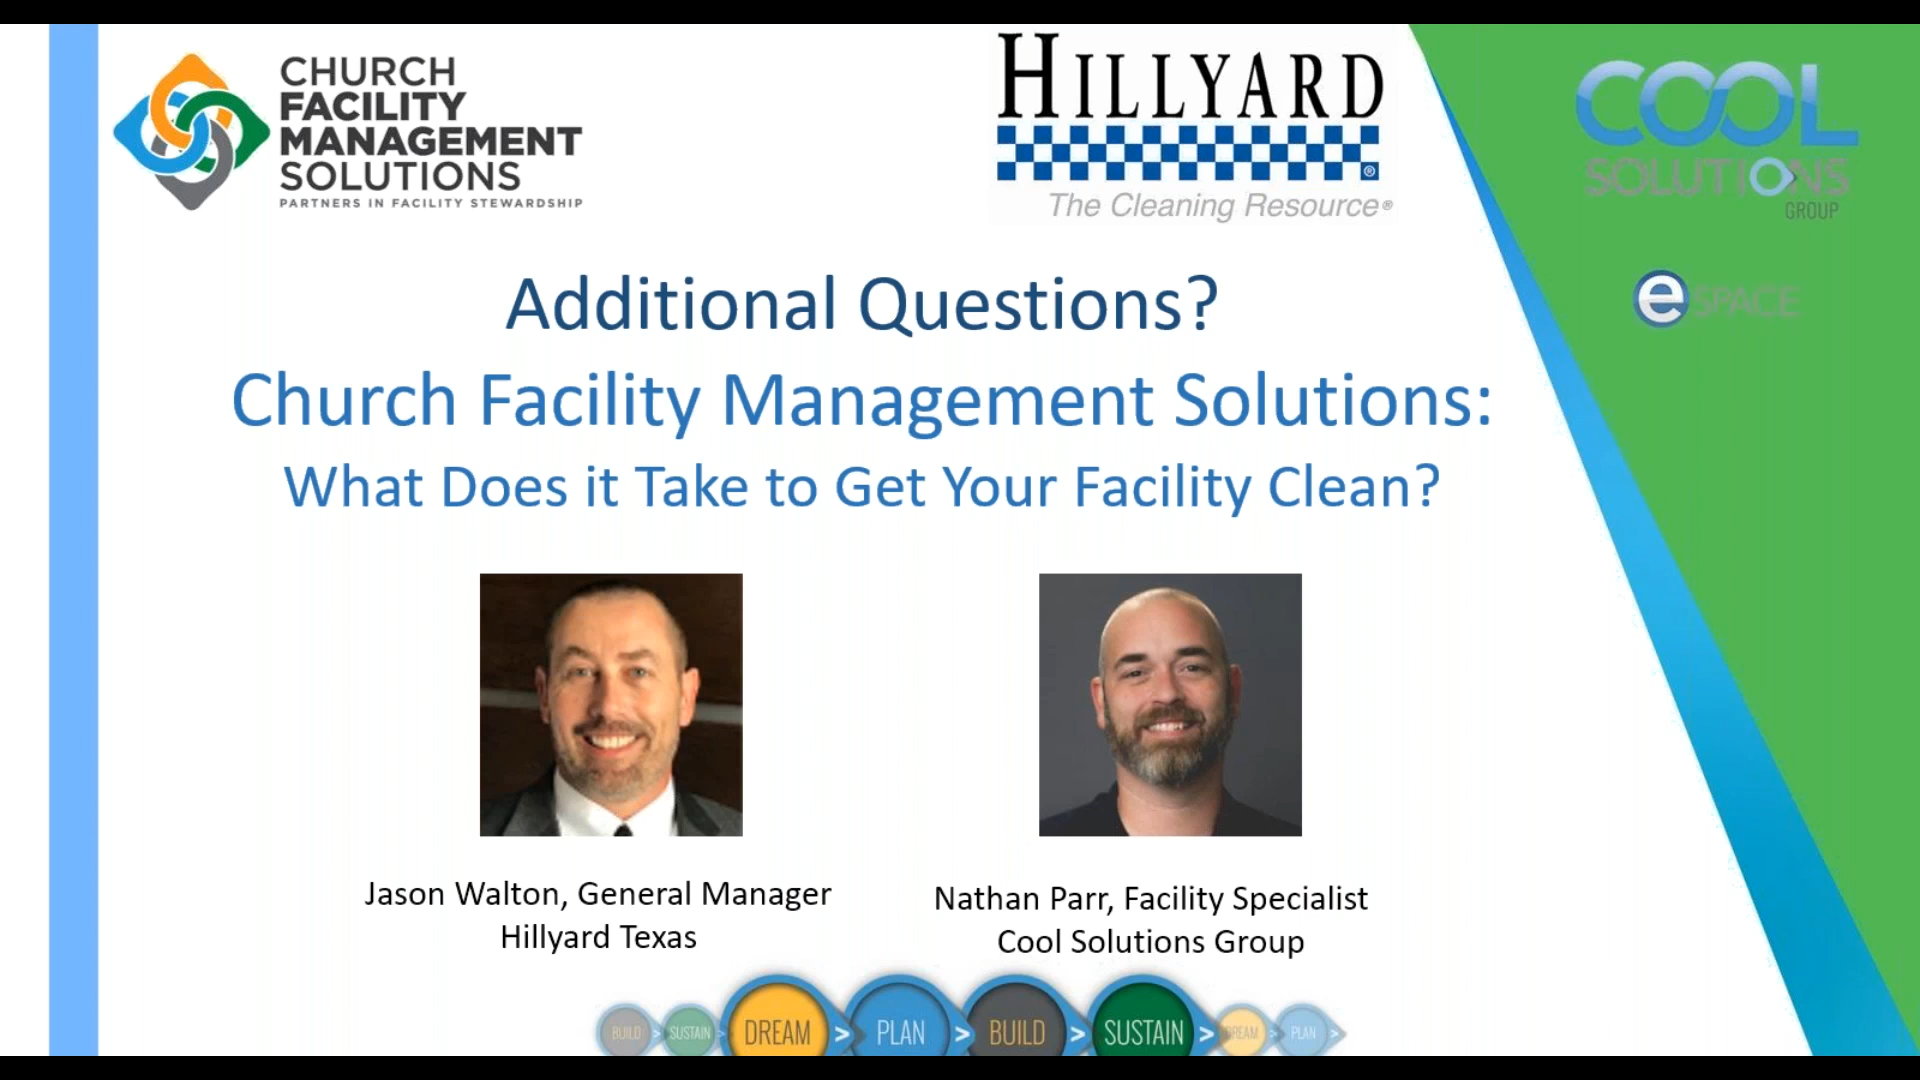 CHURCH
FACILITY
MANAGEMENT
SOLUTIONS
PARTNERS IN FACILITY STEWARDSHIP
HILLYARD
®
The Cleaning Resource®
COOL
SOLUTIONS
GROUP
eSPACE
Additional Questions?
Church Facility Management Solutions:
What Does it Take to Get Your Facility Clean?
Jason Walton, General Manager
Hillyard Texas
Nathan Parr, Facility Specialist
Cool Solutions Group
BUILD > SUSTAIN > DREAM > PLAN > BUILD > SUSTAIN > DREAM > PLAN >